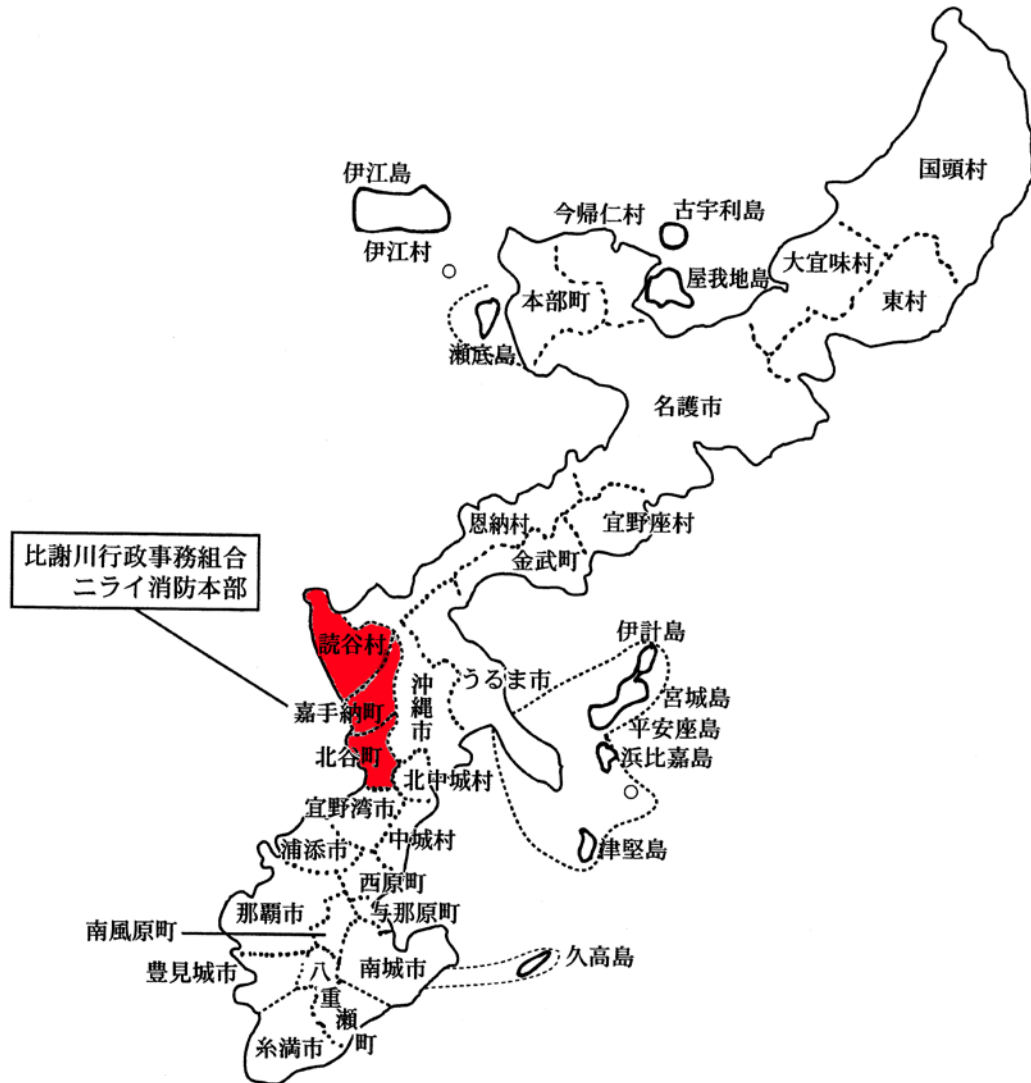 国頭村
伊江島
今帰仁村
古宇利島
伊江村
大宜味村
屋我地島
本部町
東村
瀬底島
名護市
恩納村
宜野座村
金武町
比謝川行政事務組合
ニライ消防本部
読谷村
伊計島
うるま市
沖縄市
宮城島
嘉手納町
平安座島
北谷町
浜比嘉島
北中城村
宜野湾市
中城村
浦添市
津堅島
西原町
那覇市
与那原町
南風原町
豊見城市
南城市
久高島
八重瀬町
糸満市